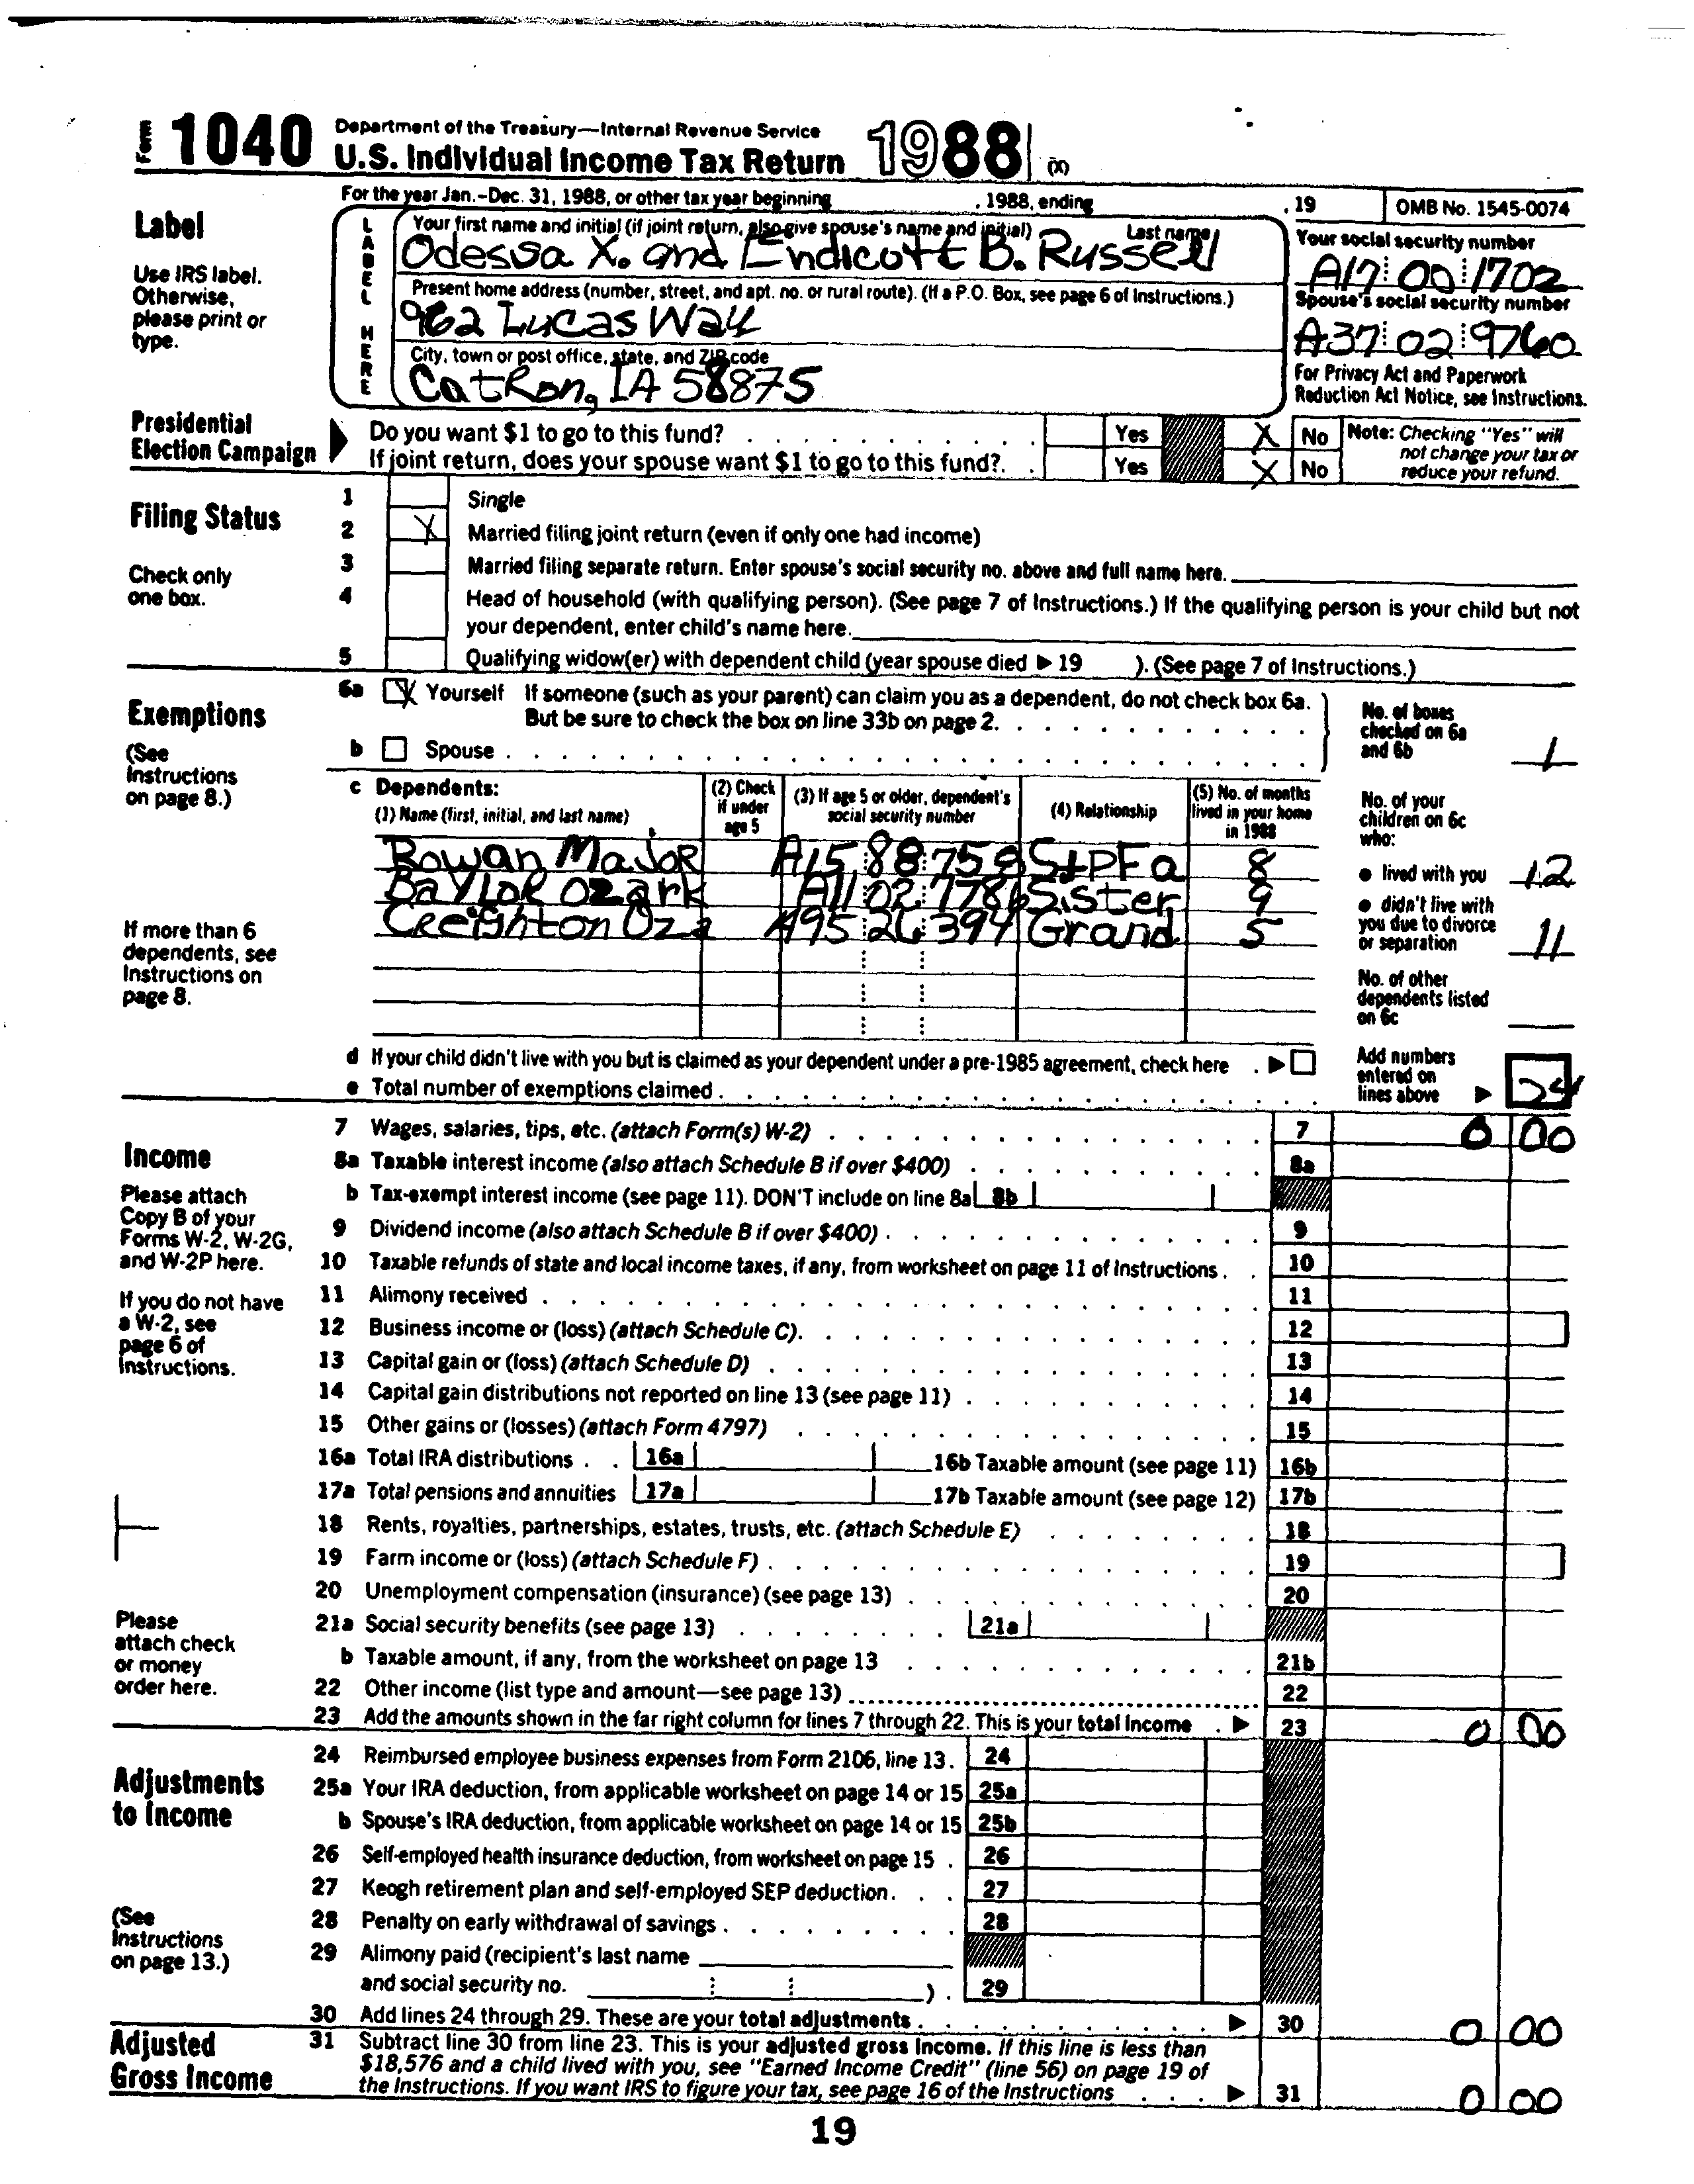 Form 1040 Department of the Treasury—Internal Revenue Service
U.S. Individual Income Tax Return 1988 (X)
For the year Jan.-Dec. 31, 1988, or other tax year beginning , 1988, ending , 19 OMB No. 1545-0074
Label
Use IRS label.
Otherwise,
please print or
type.
LABEL HERE
Your first name and initial (if joint return, also give spouse's name and initial) Last name
Odessa X. and Endicott B. Russell
Present home address (number, street, and apt. no. or rural route). (If a P.O. Box, see page 6 of Instructions.)
962 Lucas Way
City, town or post office, state, and ZIP code
Catron, IA 58875
Your social security number
A17 00 1702
Spouse's social security number
A37 02 9760
For Privacy Act and Paperwork
Reduction Act Notice, see Instructions.
Presidential
Election Campaign
Do you want $1 to go to this fund? Yes X No
If joint return, does your spouse want $1 to go to this fund? Yes X No
Note: Checking "Yes" will
not change your tax or
reduce your refund.
Filing Status
Check only
one box.
1 Single
2 X Married filing joint return (even if only one had income)
3 Married filing separate return. Enter spouse's social security no. above and full name here.
4 Head of household (with qualifying person). (See page 7 of Instructions.) If the qualifying person is your child but not
your dependent, enter child's name here.
5 Qualifying widow(er) with dependent child (year spouse died ▶ 19 ). (See page 7 of Instructions.)
Exemptions
(See
Instructions
on page 8.)
If more than 6
dependents, see
Instructions on
page 8.
6a X Yourself If someone (such as your parent) can claim you as a dependent, do not check box 6a.
But be sure to check the box on line 33b on page 2.
b Spouse
No. of boxes
checked on 6a
and 6b 1
c Dependents:
(1) Name (first, initial, and last name)
(2) Check
if under
age 5
(3) If age 5 or older, dependent's
social security number
(4) Relationship
(5) No. of months
lived in your home
in 1988
Rowan Major A15 88 758 StPFa 8
Baylor Ozark A11 02 7786 Sister 9
Creighton Oza A95 26 394 Grand 5
No. of your
children on 6c
who:
● lived with you 12
● didn't live with
you due to divorce
or separation 11
No. of other
dependents listed
on 6c
d If your child didn't live with you but is claimed as your dependent under a pre-1985 agreement, check here ▶
e Total number of exemptions claimed
Add numbers
entered on
lines above ▶ 24
Income
Please attach
Copy B of your
Forms W-2, W-2G,
and W-2P here.
If you do not have
a W-2, see
page 6 of
Instructions.
Please
attach check
or money
order here.
7 Wages, salaries, tips, etc. (attach Form(s) W-2) 7 0 00
8a Taxable interest income (also attach Schedule B if over $400) 8a
b Tax-exempt interest income (see page 11). DON'T include on line 8a 8b
9 Dividend income (also attach Schedule B if over $400) 9
10 Taxable refunds of state and local income taxes, if any, from worksheet on page 11 of Instructions 10
11 Alimony received 11
12 Business income or (loss) (attach Schedule C) 12
13 Capital gain or (loss) (attach Schedule D) 13
14 Capital gain distributions not reported on line 13 (see page 11) 14
15 Other gains or (losses) (attach Form 4797) 15
16a Total IRA distributions 16a 16b Taxable amount (see page 11) 16b
17a Total pensions and annuities 17a 17b Taxable amount (see page 12) 17b
18 Rents, royalties, partnerships, estates, trusts, etc. (attach Schedule E) 18
19 Farm income or (loss) (attach Schedule F) 19
20 Unemployment compensation (insurance) (see page 13) 20
21a Social security benefits (see page 13) 21a
b Taxable amount, if any, from the worksheet on page 13 21b
22 Other income (list type and amount—see page 13) 22
23 Add the amounts shown in the far right column for lines 7 through 22. This is your total income ▶ 23 0 00
Adjustments
to Income
(See
Instructions
on page 13.)
24 Reimbursed employee business expenses from Form 2106, line 13. 24
25a Your IRA deduction, from applicable worksheet on page 14 or 15 25a
b Spouse's IRA deduction, from applicable worksheet on page 14 or 15 25b
26 Self-employed health insurance deduction, from worksheet on page 15 26
27 Keogh retirement plan and self-employed SEP deduction 27
28 Penalty on early withdrawal of savings 28
29 Alimony paid (recipient's last name
and social security no. ) 29
30 Add lines 24 through 29. These are your total adjustments ▶ 30 0 00
Adjusted
Gross Income
31 Subtract line 30 from line 23. This is your adjusted gross income. If this line is less than
$18,576 and a child lived with you, see "Earned Income Credit" (line 56) on page 19 of
the Instructions. If you want IRS to figure your tax, see page 16 of the Instructions ▶ 31 0 00
19